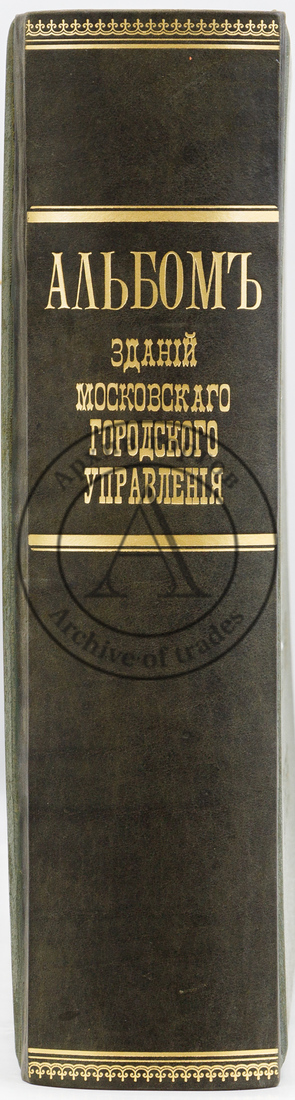 АЛЬБОМЪ
ЗДАНІЙ
МОСКОВСКАГО
ГОРОДСКОГО
УПРАВЛЕНІЯ
A
Archive of trades